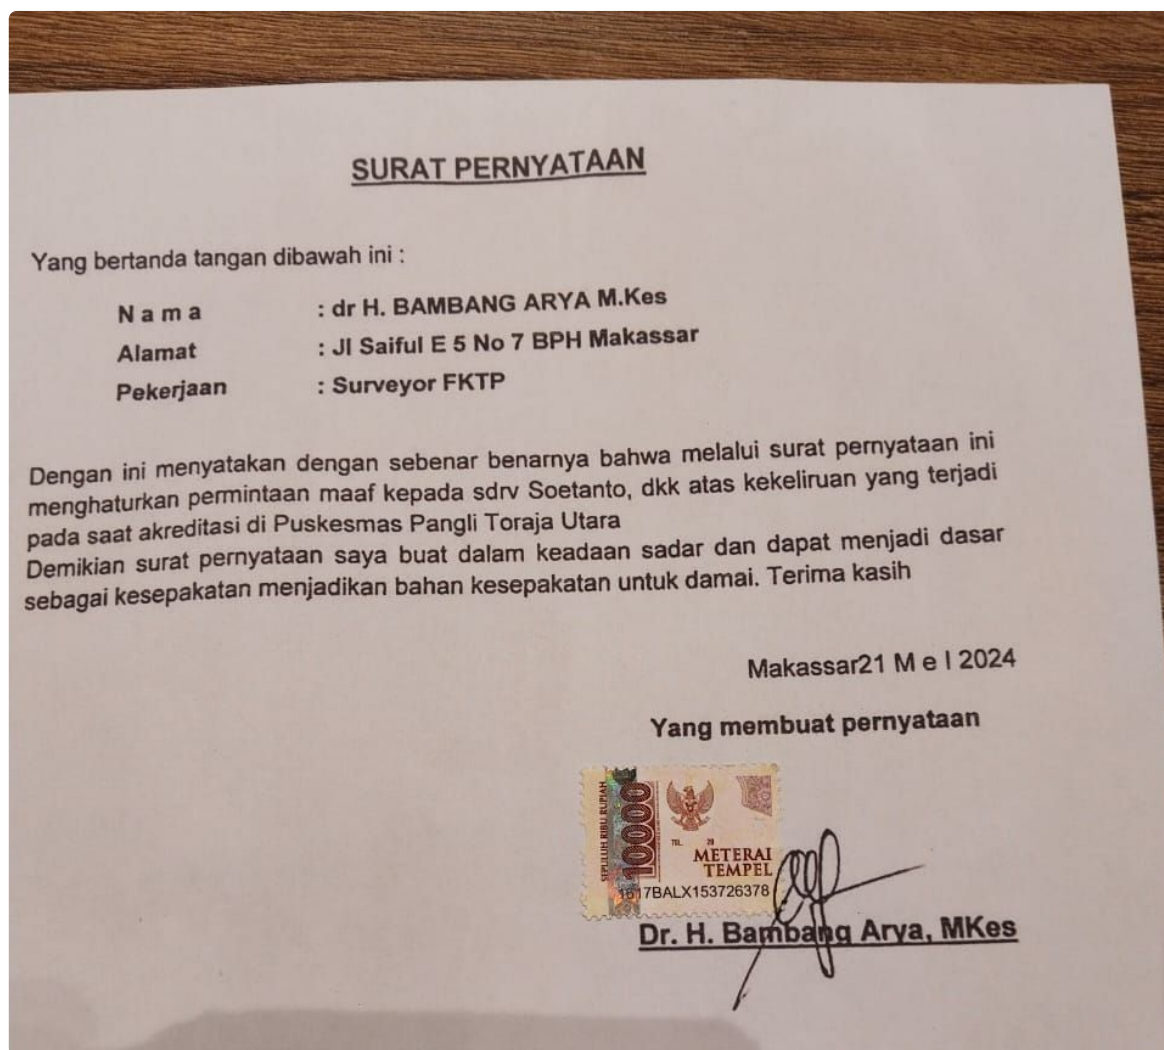 SURAT PERNYATAAN
Yang bertanda tangan dibawah ini :
N a m a : dr H. BAMBANG ARYA M.Kes
Alamat : Jl Saiful E 5 No 7 BPH Makassar
Pekerjaan : Surveyor FKTP
Dengan ini menyatakan dengan sebenar benarnya bahwa melalui surat pernyataan ini
menghaturkan permintaan maaf kepada sdrv Soetanto, dkk atas kekeliruan yang terjadi
pada saat akreditasi di Puskesmas Pangli Toraja Utara
Demikian surat pernyataan saya buat dalam keadaan sadar dan dapat menjadi dasar
sebagai kesepakatan menjadikan bahan kesepakatan untuk damai. Terima kasih
Makassar21 M e I 2024
Yang membuat pernyataan
SEPULUH RIBU RUPIAH
10000
TGL. 20
METERAI
TEMPEL
1617BALX153726378
Dr. H. Bambang Arya, MKes